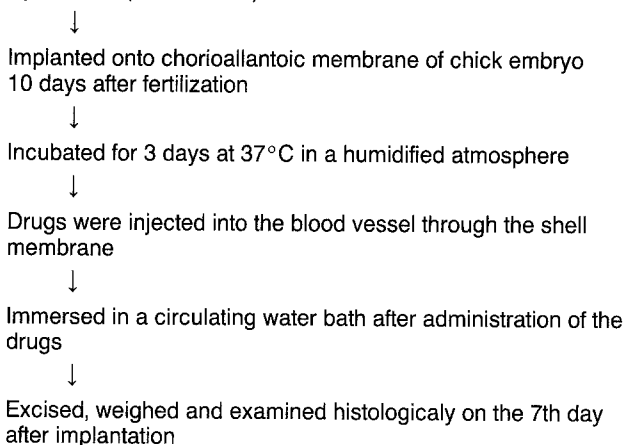 ↓
Implanted onto chorioallantoic membrane of chick embryo
10 days after fertilization
↓
Incubated for 3 days at 37°C in a humidified atmosphere
↓
Drugs were injected into the blood vessel through the shell
membrane
↓
Immersed in a circulating water bath after administration of the
drugs
↓
Excised, weighed and examined histologicaly on the 7th day
after implantation